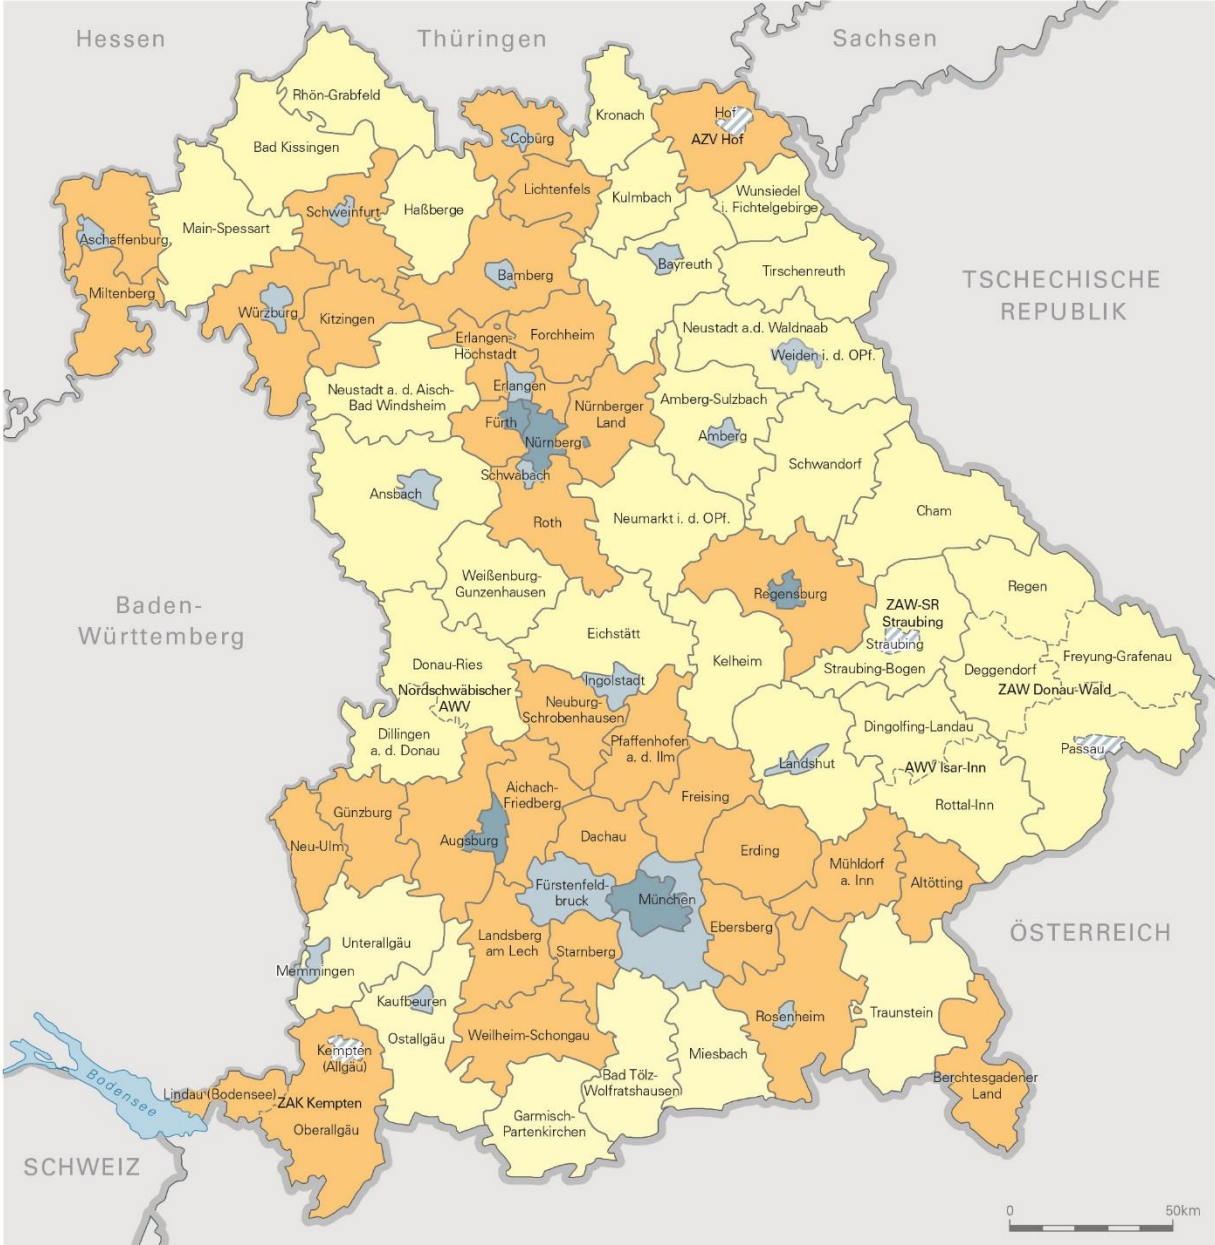 Hessen
Thüringen
Sachsen
Rhön-Grabfeld
Kronach
Hof
AZV Hof
Coburg
Bad Kissingen
Lichtenfels
Kulmbach
Wunsiedel
i. Fichtelgebirge
Schweinfurt
Haßberge
Main-Spessart
Aschaffenburg
Bayreuth
Tirschenreuth
Bamberg
TSCHECHISCHE
REPUBLIK
Miltenberg
Würzburg
Kitzingen
Erlangen-
Höchstadt
Forchheim
Neustadt a.d. Waldnaab
Weiden i. d. OPf.
Neustadt a. d. Aisch-
Bad Windsheim
Erlangen
Nürnberger
Land
Amberg-Sulzbach
Fürth
Nürnberg
Amberg
Schwandorf
Schwabach
Ansbach
Roth
Neumarkt i. d. OPf.
Cham
Weißenburg-
Gunzenhausen
Regensburg
Regen
Baden-
Württemberg
ZAW-SR
Straubing
Straubing
Eichstätt
Kelheim
Straubing-Bogen
Deggendorf
Freyung-Grafenau
ZAW Donau-Wald
Donau-Ries
Nordschwäbischer
AWV
Ingolstadt
Neuburg-
Schrobenhausen
Dillingen
a. d. Donau
Pfaffenhofen
a. d. Ilm
Dingolfing-Landau
Passau
Landshut
AWV Isar-Inn
Rottal-Inn
Aichach-
Friedberg
Freising
Günzburg
Neu-Ulm
Augsburg
Dachau
Erding
Mühldorf
a. Inn
Altötting
Fürstenfeld-
bruck
München
Ebersberg
ÖSTERREICH
Unterallgäu
Landsberg
am Lech
Starnberg
Memmingen
Kaufbeuren
Ostallgäu
Weilheim-Schongau
Rosenheim
Traunstein
Kempten
(Allgäu)
Miesbach
Bad Tölz-
Wolfratshausen
Berchtesgadener
Land
Bodensee
Lindau (Bodensee)
ZAK Kempten
Oberallgäu
Garmisch-
Partenkirchen
SCHWEIZ
0
50km